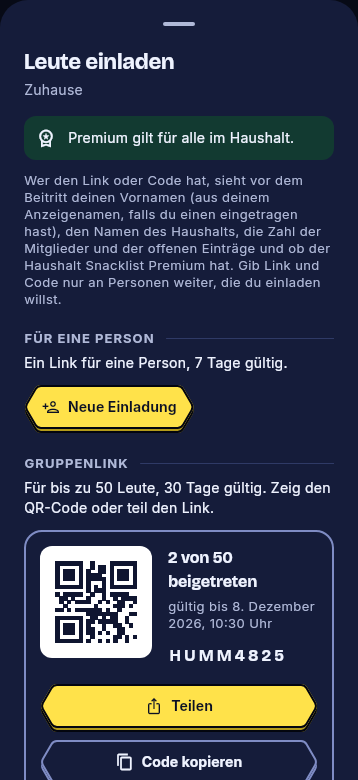 Leute einladen
Zuhause
Premium gilt für alle im Haushalt.
Wer den Link oder Code hat, sieht vor dem
Beitritt deinen Vornamen (aus deinem
Anzeigenamen, falls du einen eingetragen
hast), den Namen des Haushalts, die Zahl der
Mitglieder und der offenen Einträge und ob der
Haushalt Snacklist Premium hat. Gib Link und
Code nur an Personen weiter, die du einladen
willst.
FÜR EINE PERSON
Ein Link für eine Person, 7 Tage gültig.
Neue Einladung
GRUPPENLINK
Für bis zu 50 Leute, 30 Tage gültig. Zeig den
QR-Code oder teil den Link.
2 von 50
beigetreten
gültig bis 8. Dezember
2026, 10:30 Uhr
HUMM4825
Teilen
Code kopieren